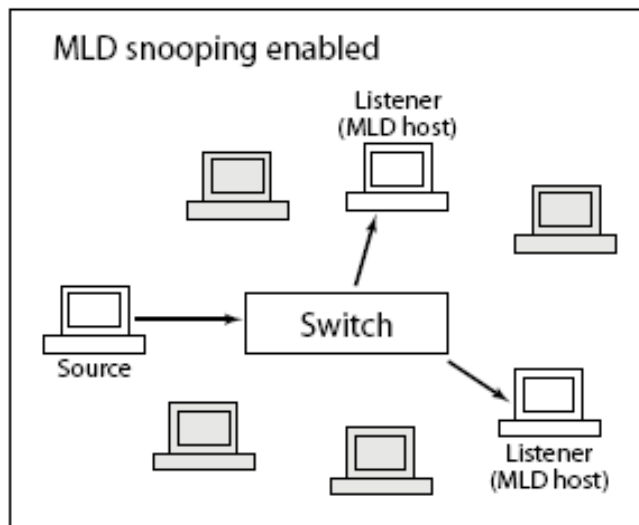 MLD snooping enabled
Listener
(MLD host)
Switch
Source
Listener
(MLD host)